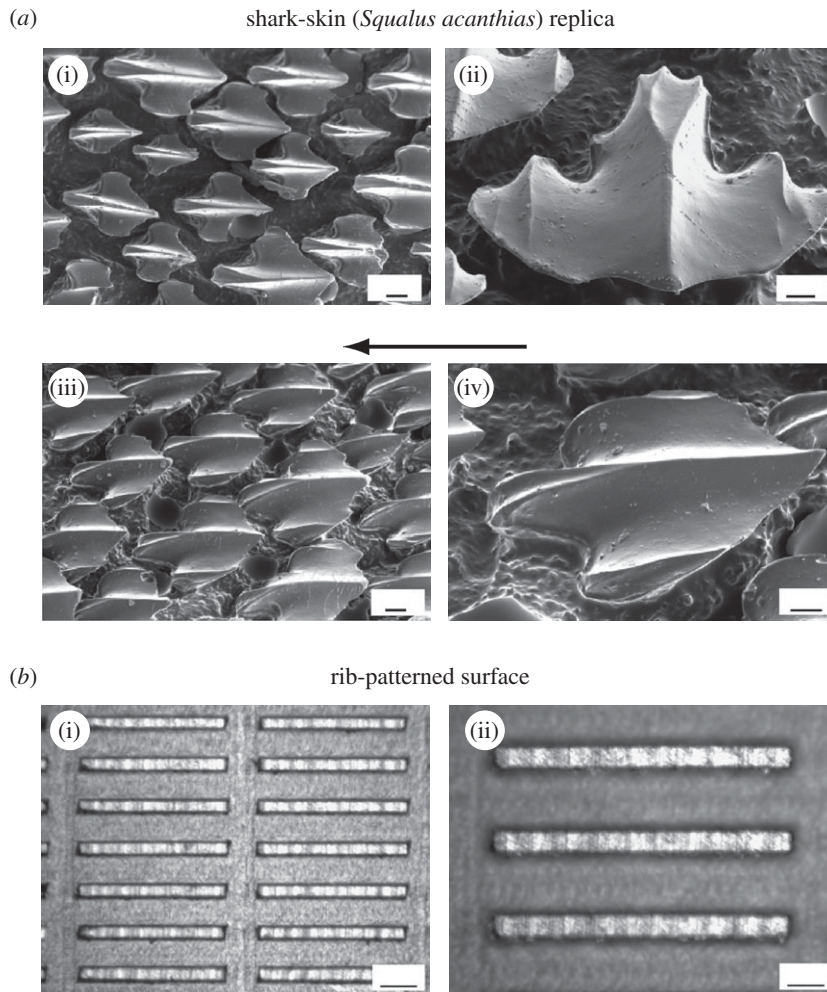 (a) shark-skin (Squalus acanthias) replica
(i) (ii)
(iii) (iv)
(b) rib-patterned surface
(i) (ii)